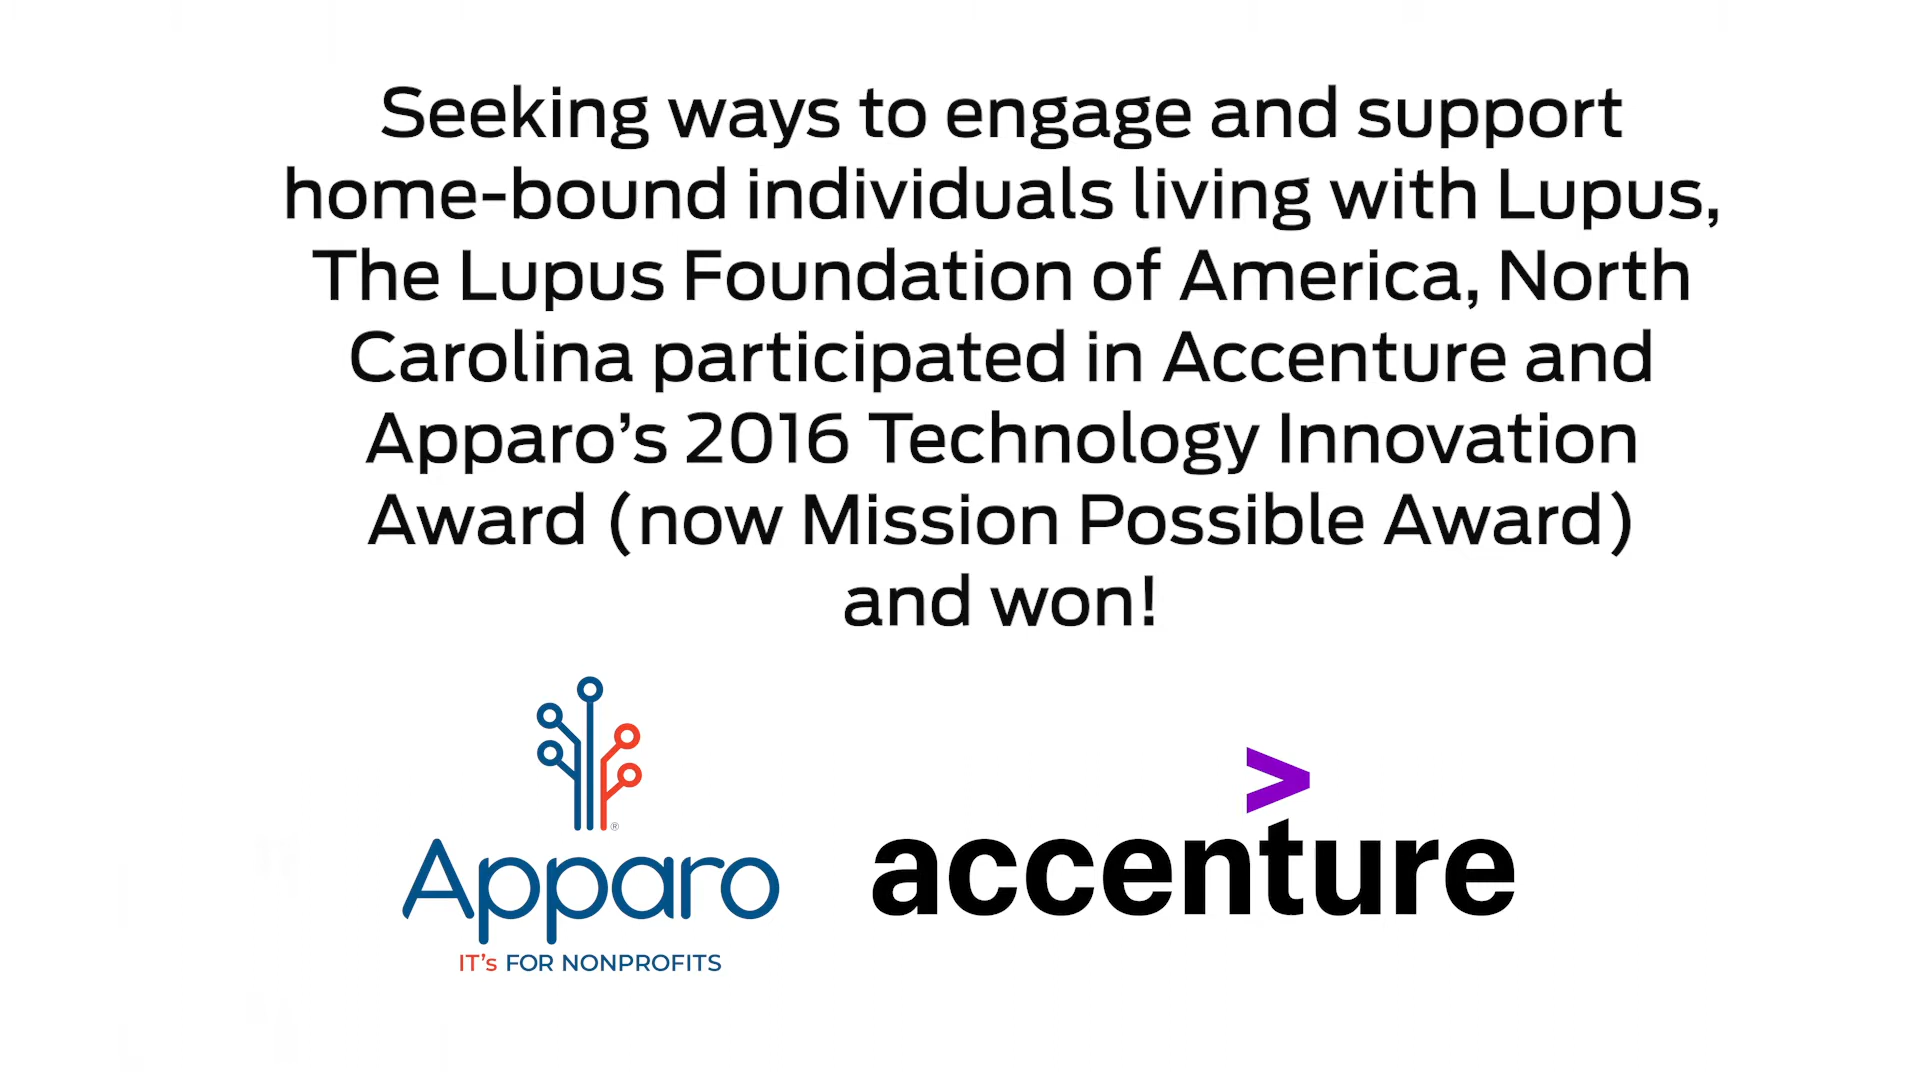 Seeking ways to engage and support
home-bound individuals living with Lupus,
The Lupus Foundation of America, North
Carolina participated in Accenture and
Apparo’s 2016 Technology Innovation
Award (now Mission Possible Award)
and won!
®
Apparo
IT’s FOR NONPROFITS
>
accenture